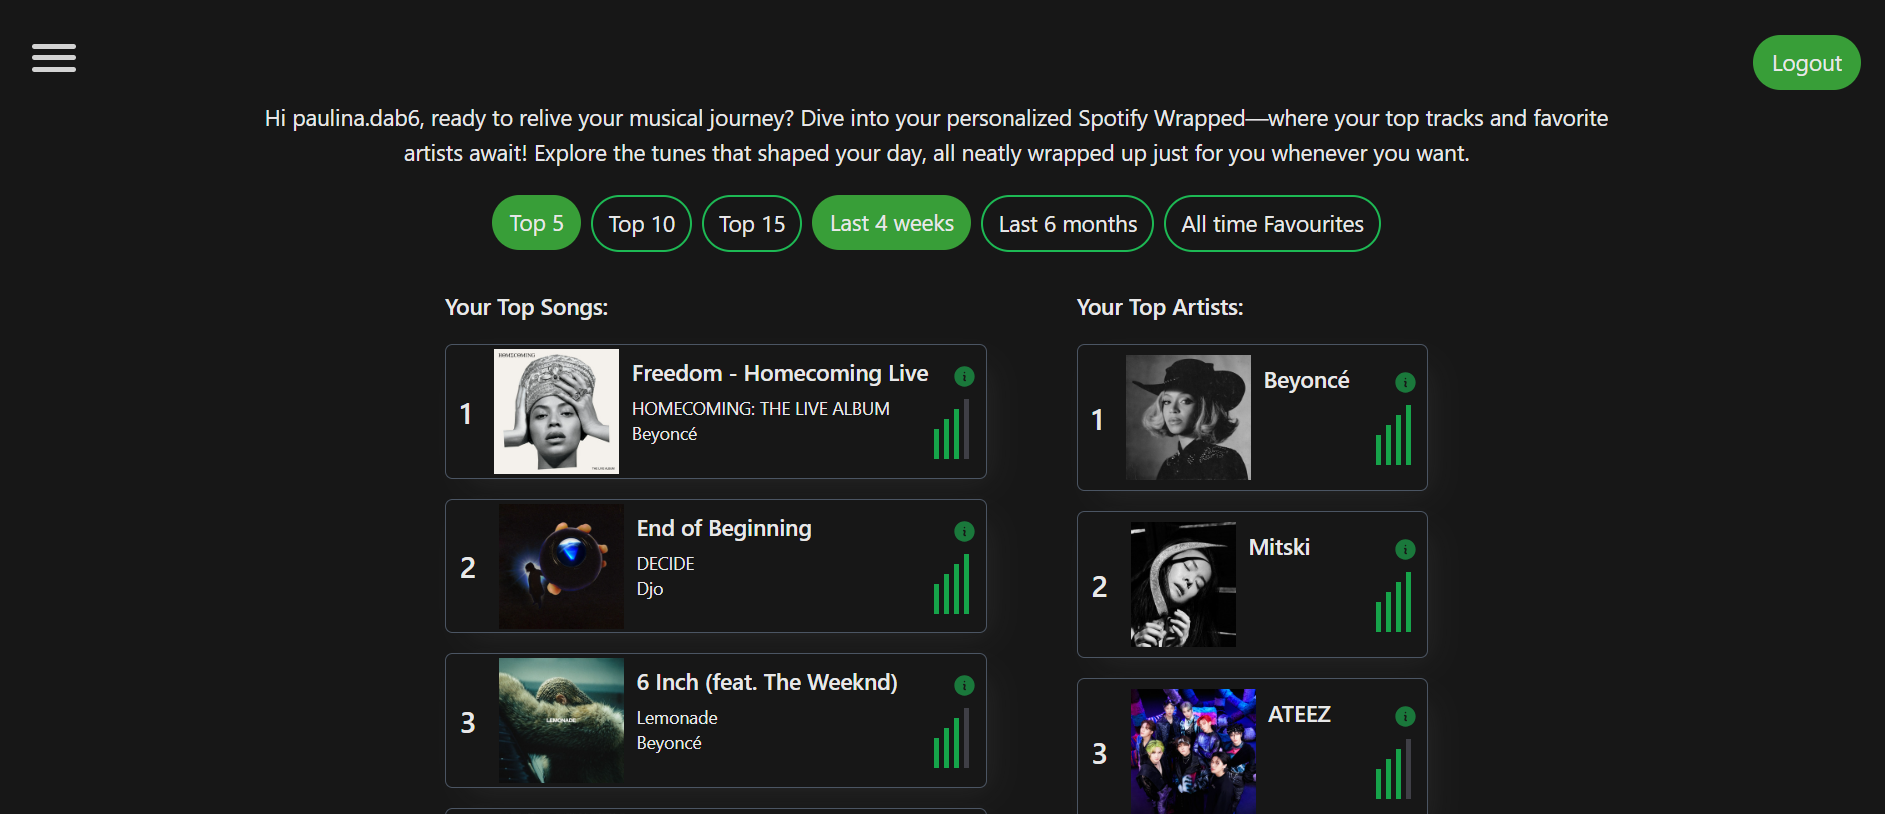 Logout
Hi paulina.dab6, ready to relive your musical journey? Dive into your personalized Spotify Wrapped—where your top tracks and favorite
artists await! Explore the tunes that shaped your day, all neatly wrapped up just for you whenever you want.
Top 5 Top 10 Top 15 Last 4 weeks Last 6 months All time Favourites
Your Top Songs:
1
HOMECOMING
THE LIVE ALBUM
Freedom - Homecoming Live
i
HOMECOMING: THE LIVE ALBUM
Beyoncé
2
End of Beginning
i
DECIDE
Djo
3
LEMONADE
6 Inch (feat. The Weeknd)
i
Lemonade
Beyoncé
Your Top Artists:
1
Beyoncé
i
2
Mitski
i
3
ATEEZ
i